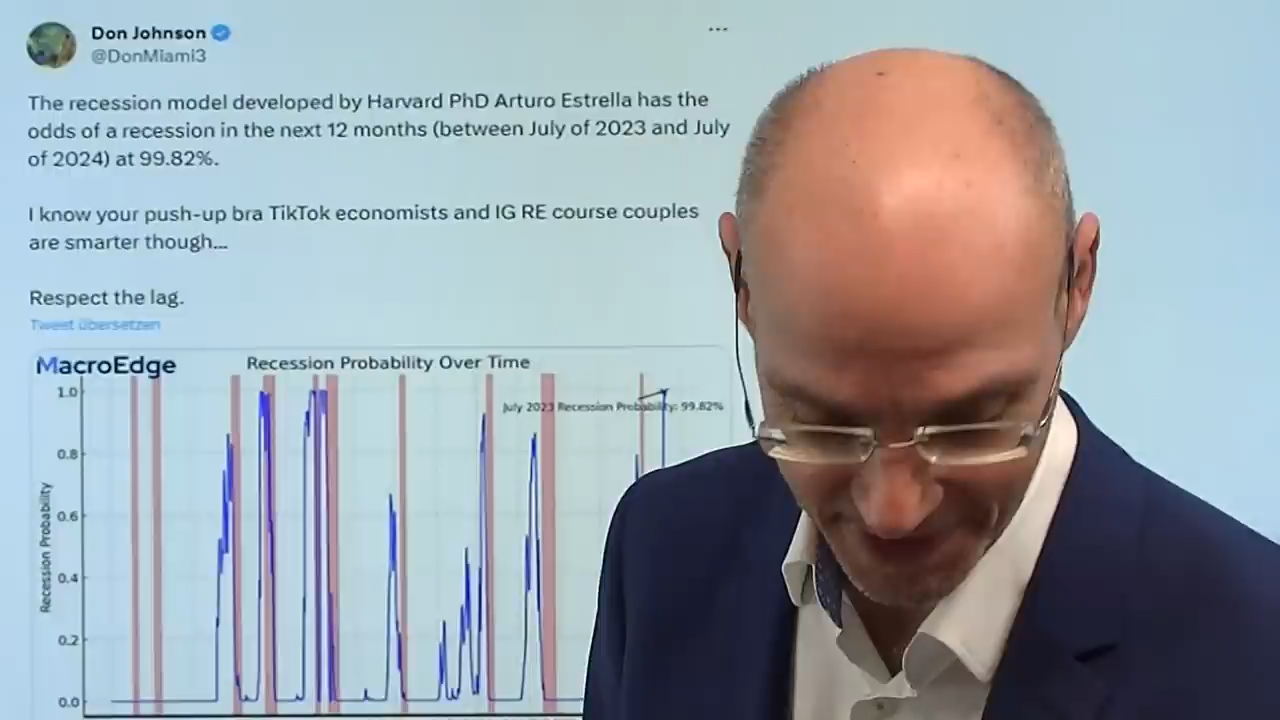 Don Johnson
@DonMiami3
...
The recession model developed by Harvard PhD Arturo Estrella has the
odds of a recession in the next 12 months (between July of 2023 and July
of 2024) at 99.82%.
I know your push-up bra TikTok economists and IG RE course couples
are smarter though...
Respect the lag.
Tweet übersetzen
MacroEdge
Recession Probability Over Time
July 2023 Recession Probability: 99.82%
Recession Probability
1.0
0.8
0.6
0.4
0.2
0.0